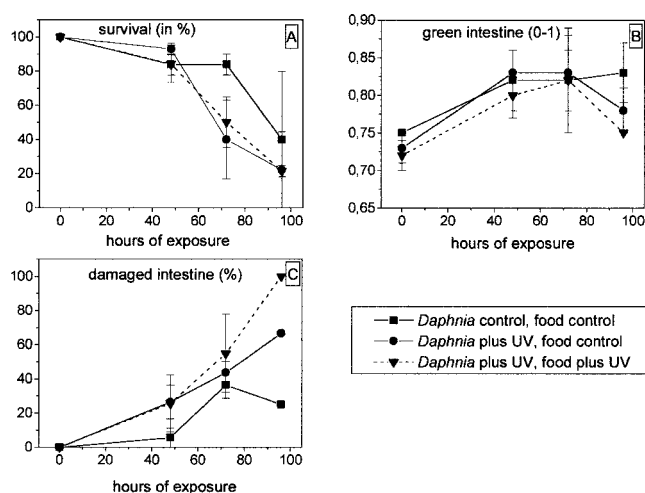 survival (in %)
A
100
80
60
40
20
0
0 20 40 60 80 100
hours of exposure
green intestine (0-1)
B
0,90
0,85
0,80
0,75
0,70
0,65
0 20 40 60 80 100
hours of exposure
damaged intestine (%)
C
100
80
60
40
20
0
0 20 40 60 80 100
hours of exposure
Daphnia control, food control
Daphnia plus UV, food control
Daphnia plus UV, food plus UV